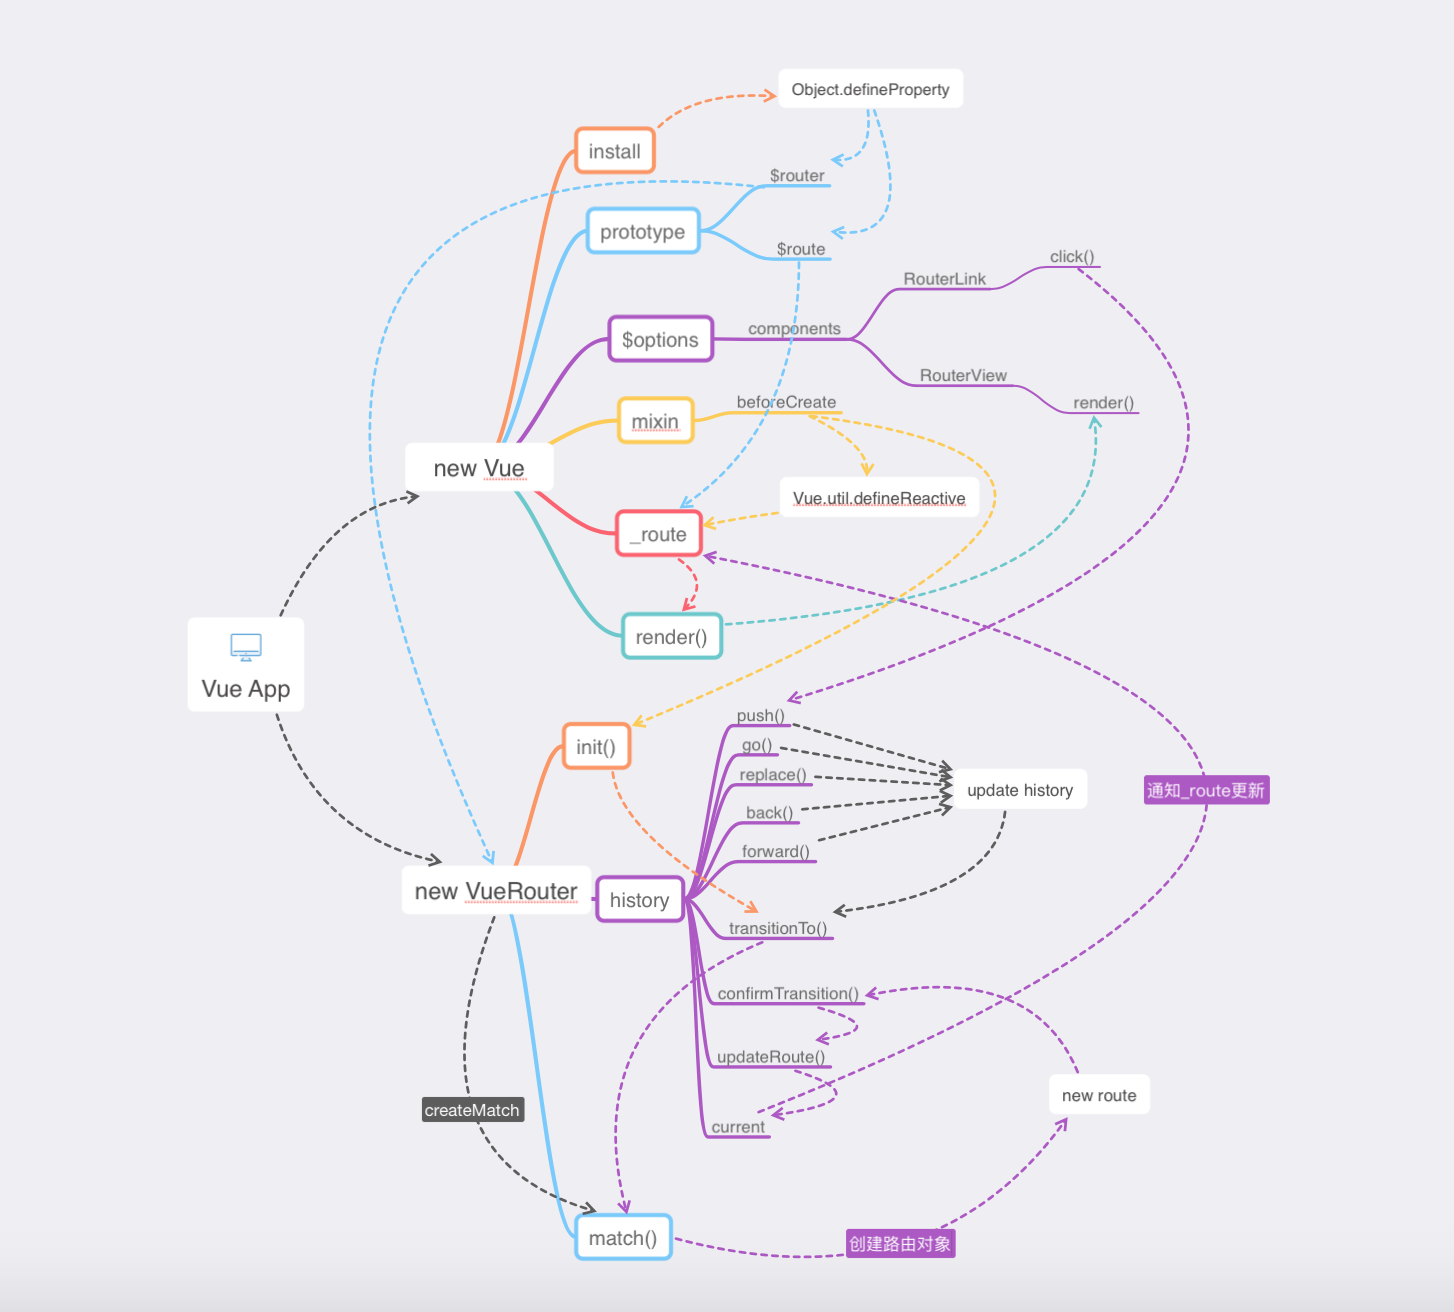 Object.defineProperty
install
$router
prototype
$route
click()
RouterLink
$options
components
RouterView
render()
beforeCreate
mixin
new Vue
Vue.util.defineReactive
_route
render()
Vue App
push()
init()
go()
replace()
update history
通知_route更新
back()
forward()
new VueRouter
history
transitionTo()
confirmTransition()
updateRoute()
new route
createMatch
current
match()
创建路由对象